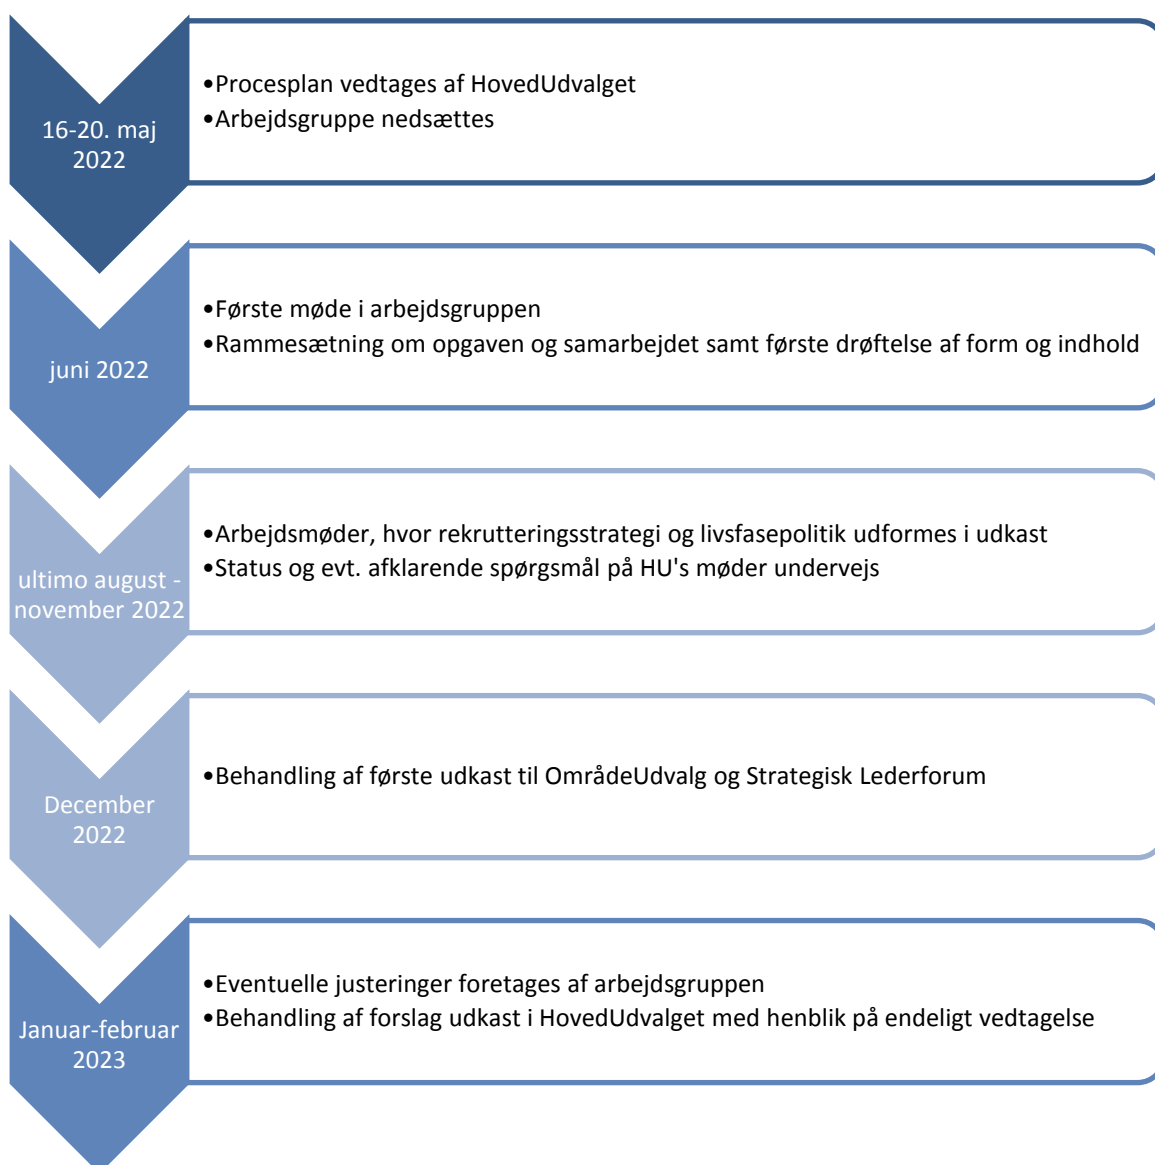 16-20. maj
2022
•Procesplan vedtages af HovedUdvalget
•Arbejdsgruppe nedsættes
juni 2022
•Første møde i arbejdsgruppen
•Rammesætning om opgaven og samarbejdet samt første drøftelse af form og indhold
ultimo august -
november 2022
•Arbejdsmøder, hvor rekrutteringsstrategi og livsfasepolitik udformes i udkast
•Status og evt. afklarende spørgsmål på HU's møder undervejs
December
2022
•Behandling af første udkast til OmrådeUdvalg og Strategisk Lederforum
Januar-februar
2023
•Eventuelle justeringer foretages af arbejdsgruppen
•Behandling af forslag udkast i HovedUdvalget med henblik på endeligt vedtagelse